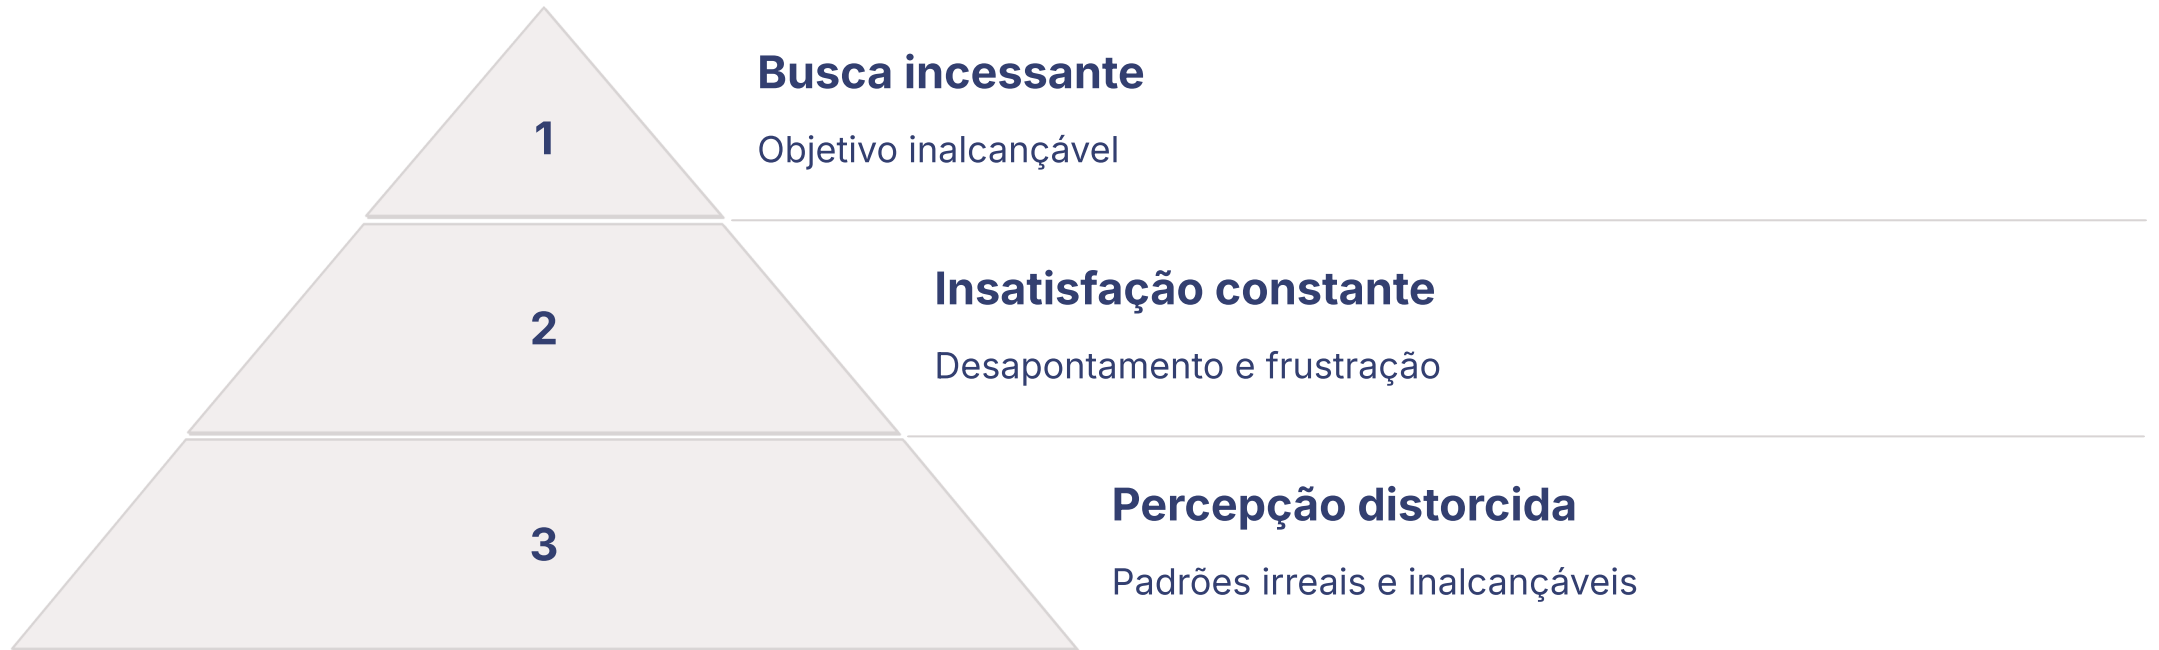 1
Busca incessante
Objetivo inalcançável
2
Insatisfação constante
Desapontamento e frustração
3
Percepção distorcida
Padrões irreais e inalcançáveis